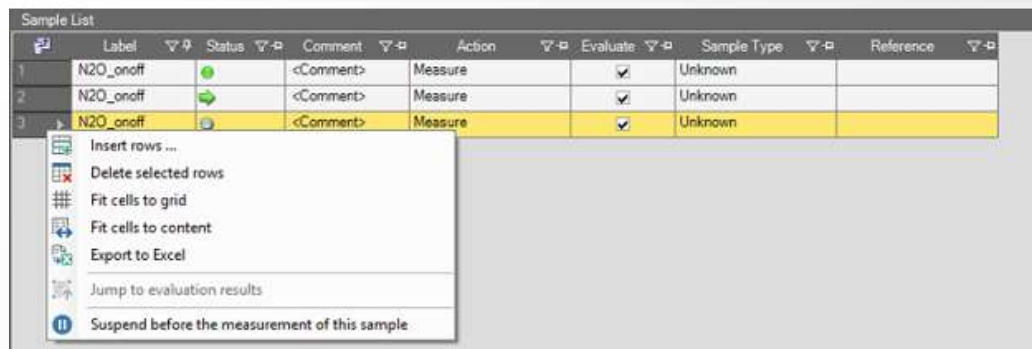 Sample List
Label Status Comment Action Evaluate Sample Type Reference
1 N2O_onoff <Comment> Measure Unknown
2 N2O_onoff <Comment> Measure Unknown
3 N2O_onoff <Comment> Measure Unknown
Insert rows ...
Delete selected rows
Fit cells to grid
Fit cells to content
Export to Excel
Jump to evaluation results
Suspend before the measurement of this sample